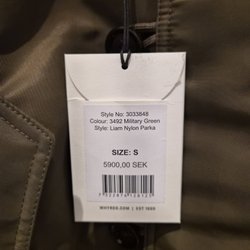 Style No: 3033848
Colour: 3492 Military Green
Style: Liam Nylon Parka
SIZE: S
5900,00 SEK